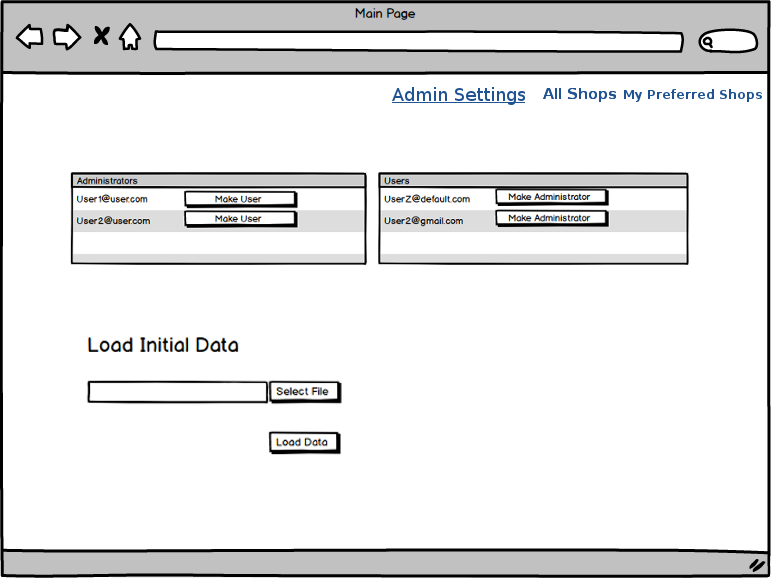 Main Page
Admin Settings All Shops My Preferred Shops
Administrators
User1@user.com Make User
User2@user.com Make User
Users
UserZ@default.com Make Administrator
User2@gmail.com Make Administrator
Load Initial Data
Select File
Load Data